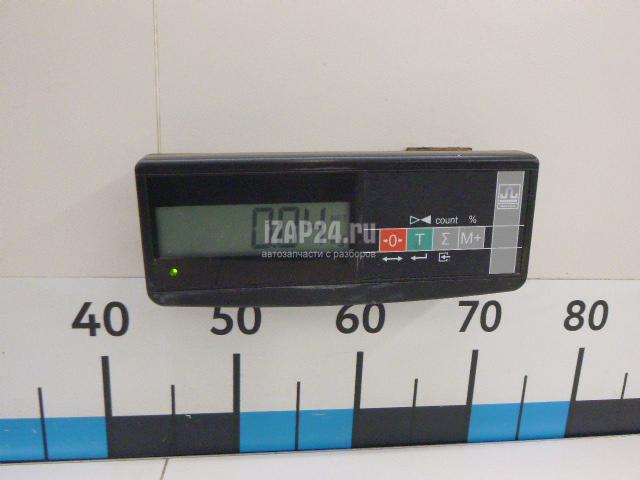 count %
IZAP24.ru
→0← T Σ M+
автозапчасти с разборов
40 50 60 70 80